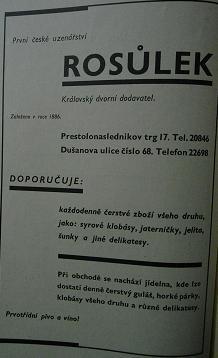 První české uzenářství
ROSŮLEK
Královský dvorní dodavatel.
Založeno v roce 1886.
Prestolonaslednikov trg 17. Tel. 20846
Dušanova ulice číslo 68. Telefon 22698
DOPORUČUJE:
každodenně čerstvé zboží všeho druhu,
jako: syrové klobásy, jaterničky, jelita,
šunky a jiné delikatesy.
Při obchodě se nachází jídelna, kde lze
dostati denně čerstvý guláš, horké párky,
klobásy všeho druhu a různé delikatesy.
Prvotřídní pivo a víno!